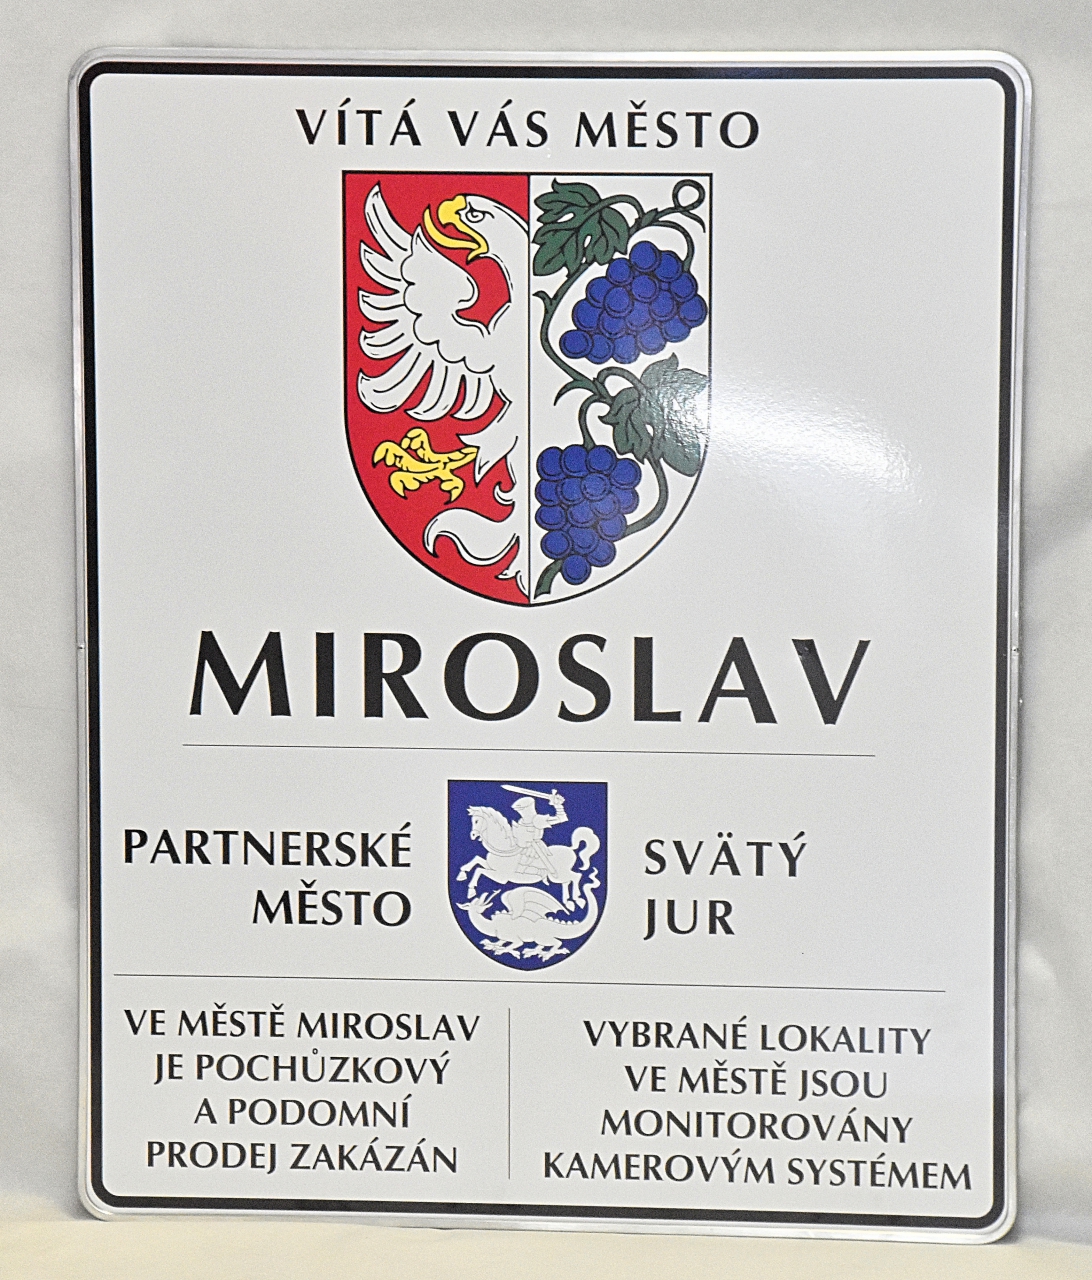 VÍTÁ VÁS MĚSTO
MIROSLAV
PARTNERSKÉ
MĚSTO
SVÄTÝ
JUR
VE MĚSTĚ MIROSLAV
JE POCHŮZKOVÝ
A PODOMNÍ
PRODEJ ZAKÁZÁN
VYBRANÉ LOKALITY
VE MĚSTĚ JSOU
MONITOROVÁNY
KAMEROVÝM SYSTÉMEM